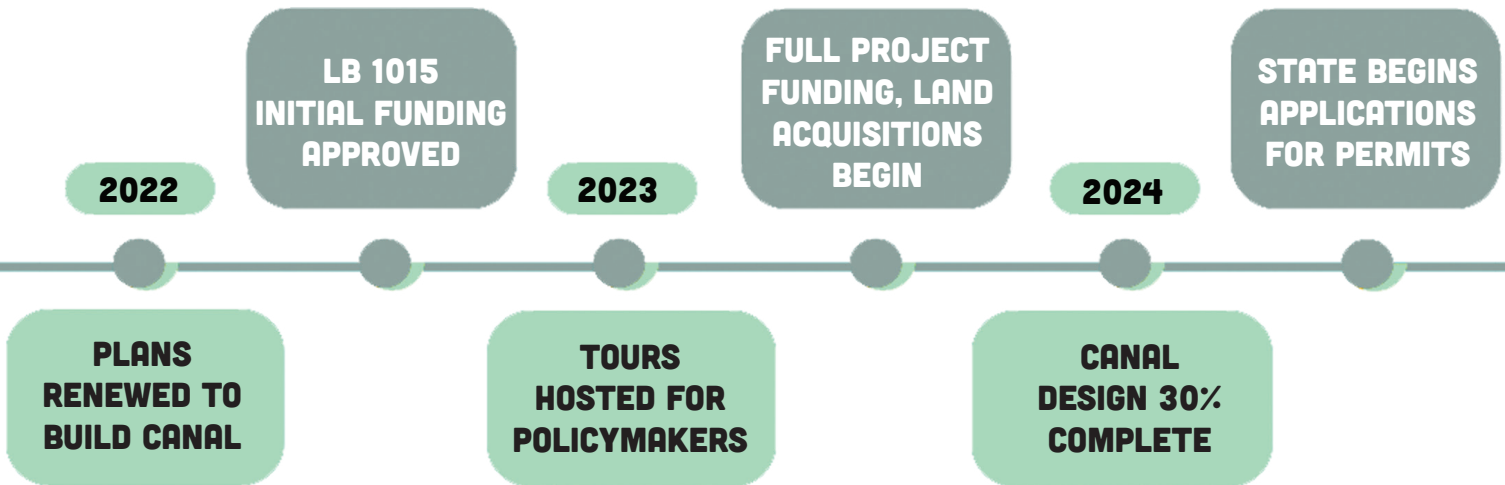 2022
PLANS
RENEWED TO
BUILD CANAL
LB 1015
INITIAL FUNDING
APPROVED
2023
TOURS
HOSTED FOR
POLICYMAKERS
FULL PROJECT
FUNDING, LAND
ACQUISITIONS
BEGIN
2024
CANAL
DESIGN 30%
COMPLETE
STATE BEGINS
APPLICATIONS
FOR PERMITS